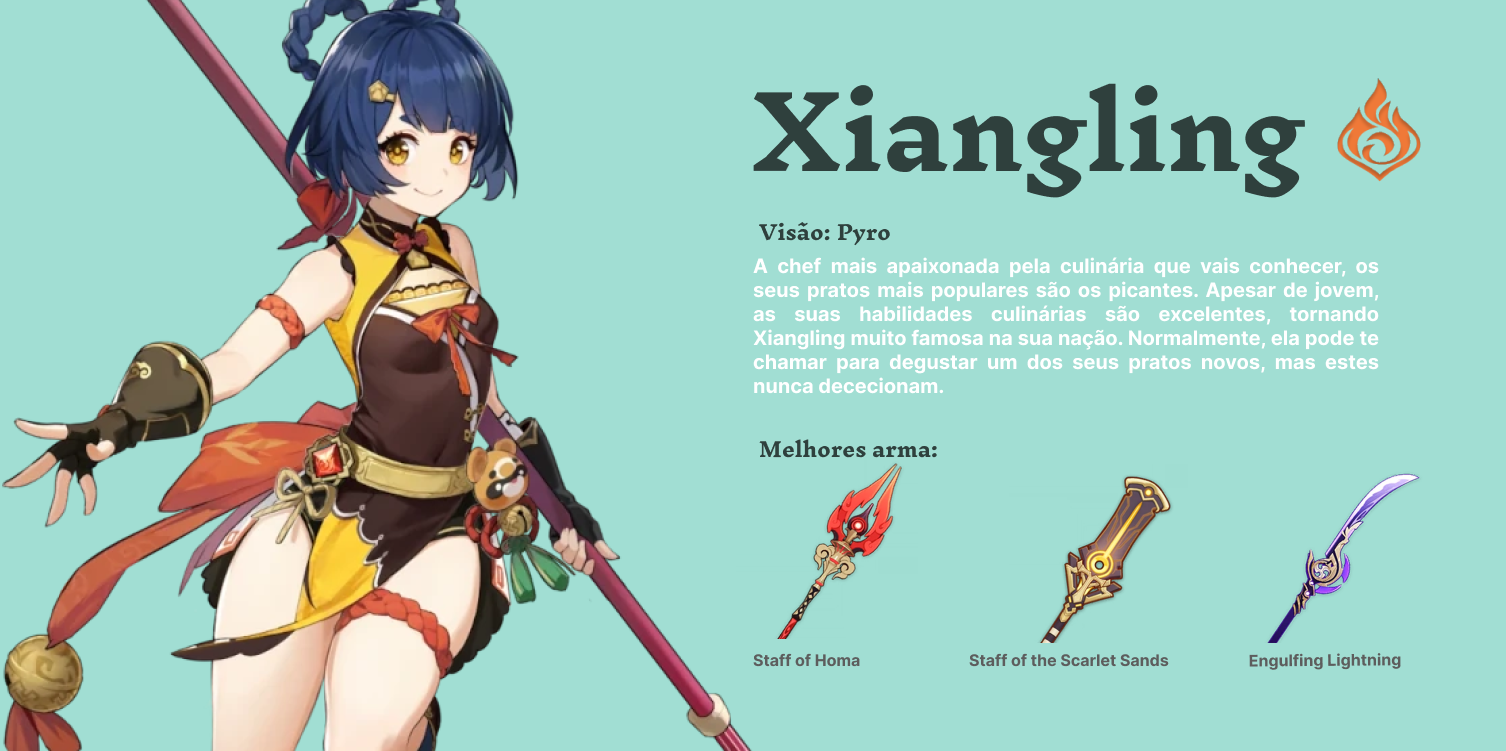 Xiangling
Visão: Pyro
A chef mais apaixonada pela culinária que vais conhecer, os
seus pratos mais populares são os picantes. Apesar de jovem,
as suas habilidades culinárias são excelentes, tornando
Xiangling muito famosa na sua nação. Normalmente, ela pode te
chamar para degustar um dos seus pratos novos, mas estes
nunca dececionam.
Melhores arma:
Staff of Homa
Staff of the Scarlet Sands
Engulfing Lightning